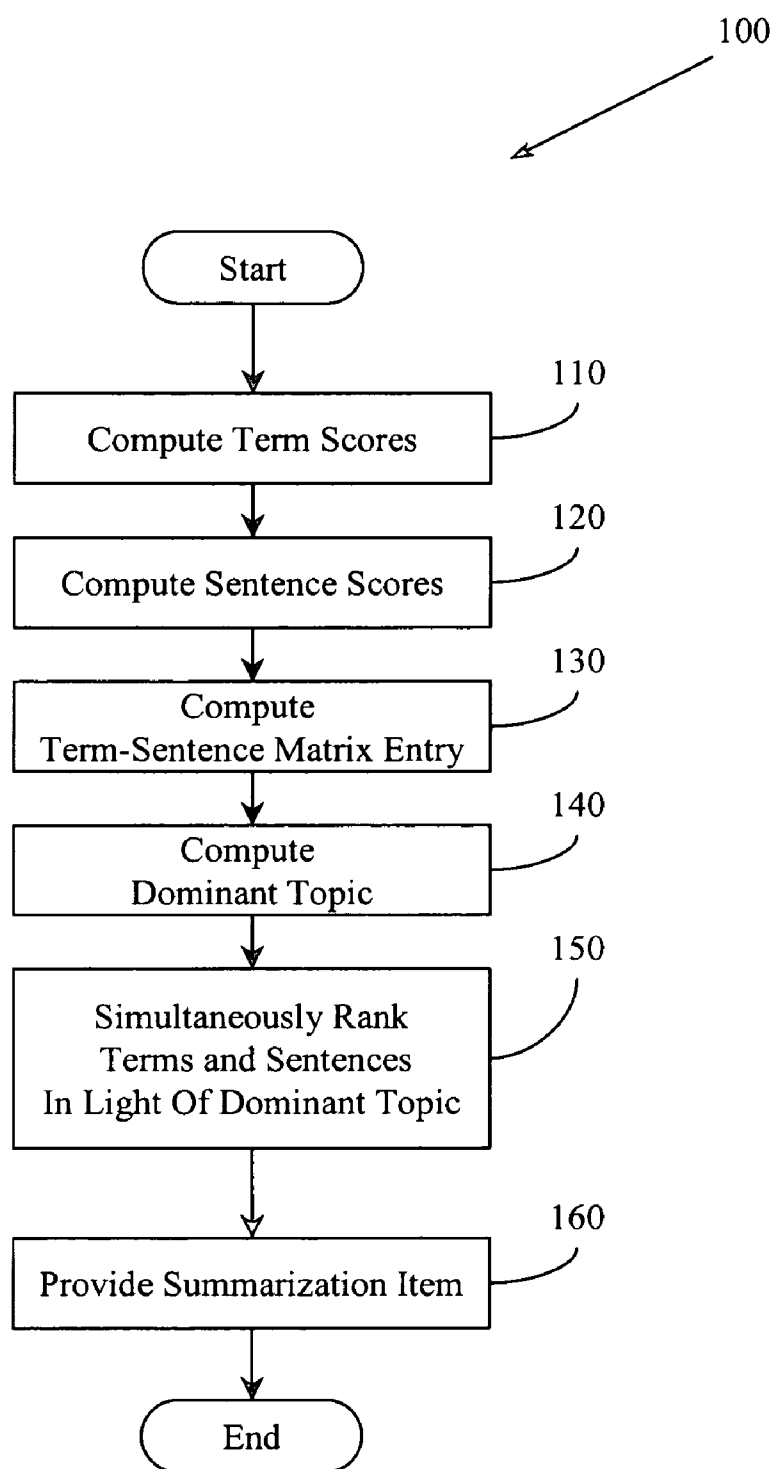 100
Start
110
Compute Term Scores
120
Compute Sentence Scores
130
Compute
Term-Sentence Matrix Entry
140
Compute
Dominant Topic
150
Simultaneously Rank
Terms and Sentences
In Light Of Dominant Topic
160
Provide Summarization Item
End